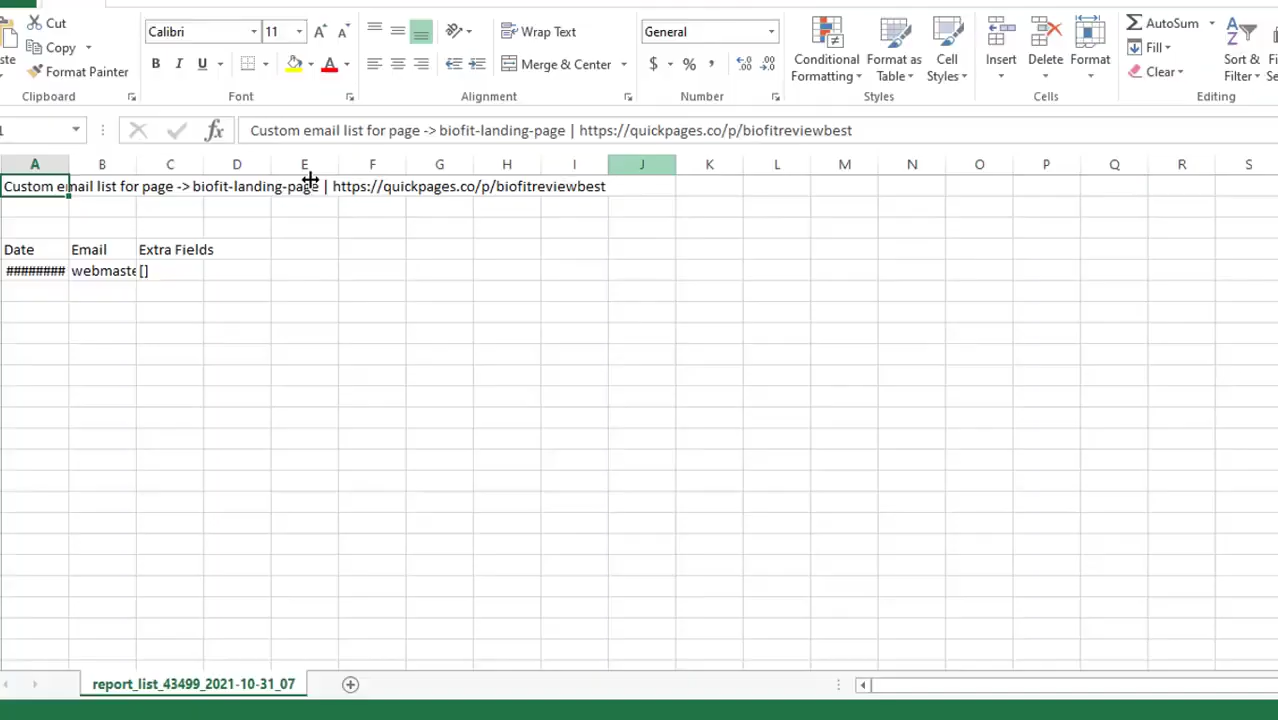 Cut
Calibri 11 A A Wrap Text General AutoSum
Copy Fill
Format Painter B I U A Merge & Center $ % , Conditional Formatting Format as Table Cell Styles Insert Delete Format Clear Sort & Filter
Clipboard Font Alignment Number Styles Cells Editing
fx Custom email list for page -> biofit-landing-page | https://quickpages.co/p/biofitreviewbest
A B C D E F G H I J K L M N O P Q R S
Custom email list for page -> biofit-landing-page | https://quickpages.co/p/biofitreviewbest
Date Email Extra Fields
######## webmaste []
report_list_43499_2021-10-31_07